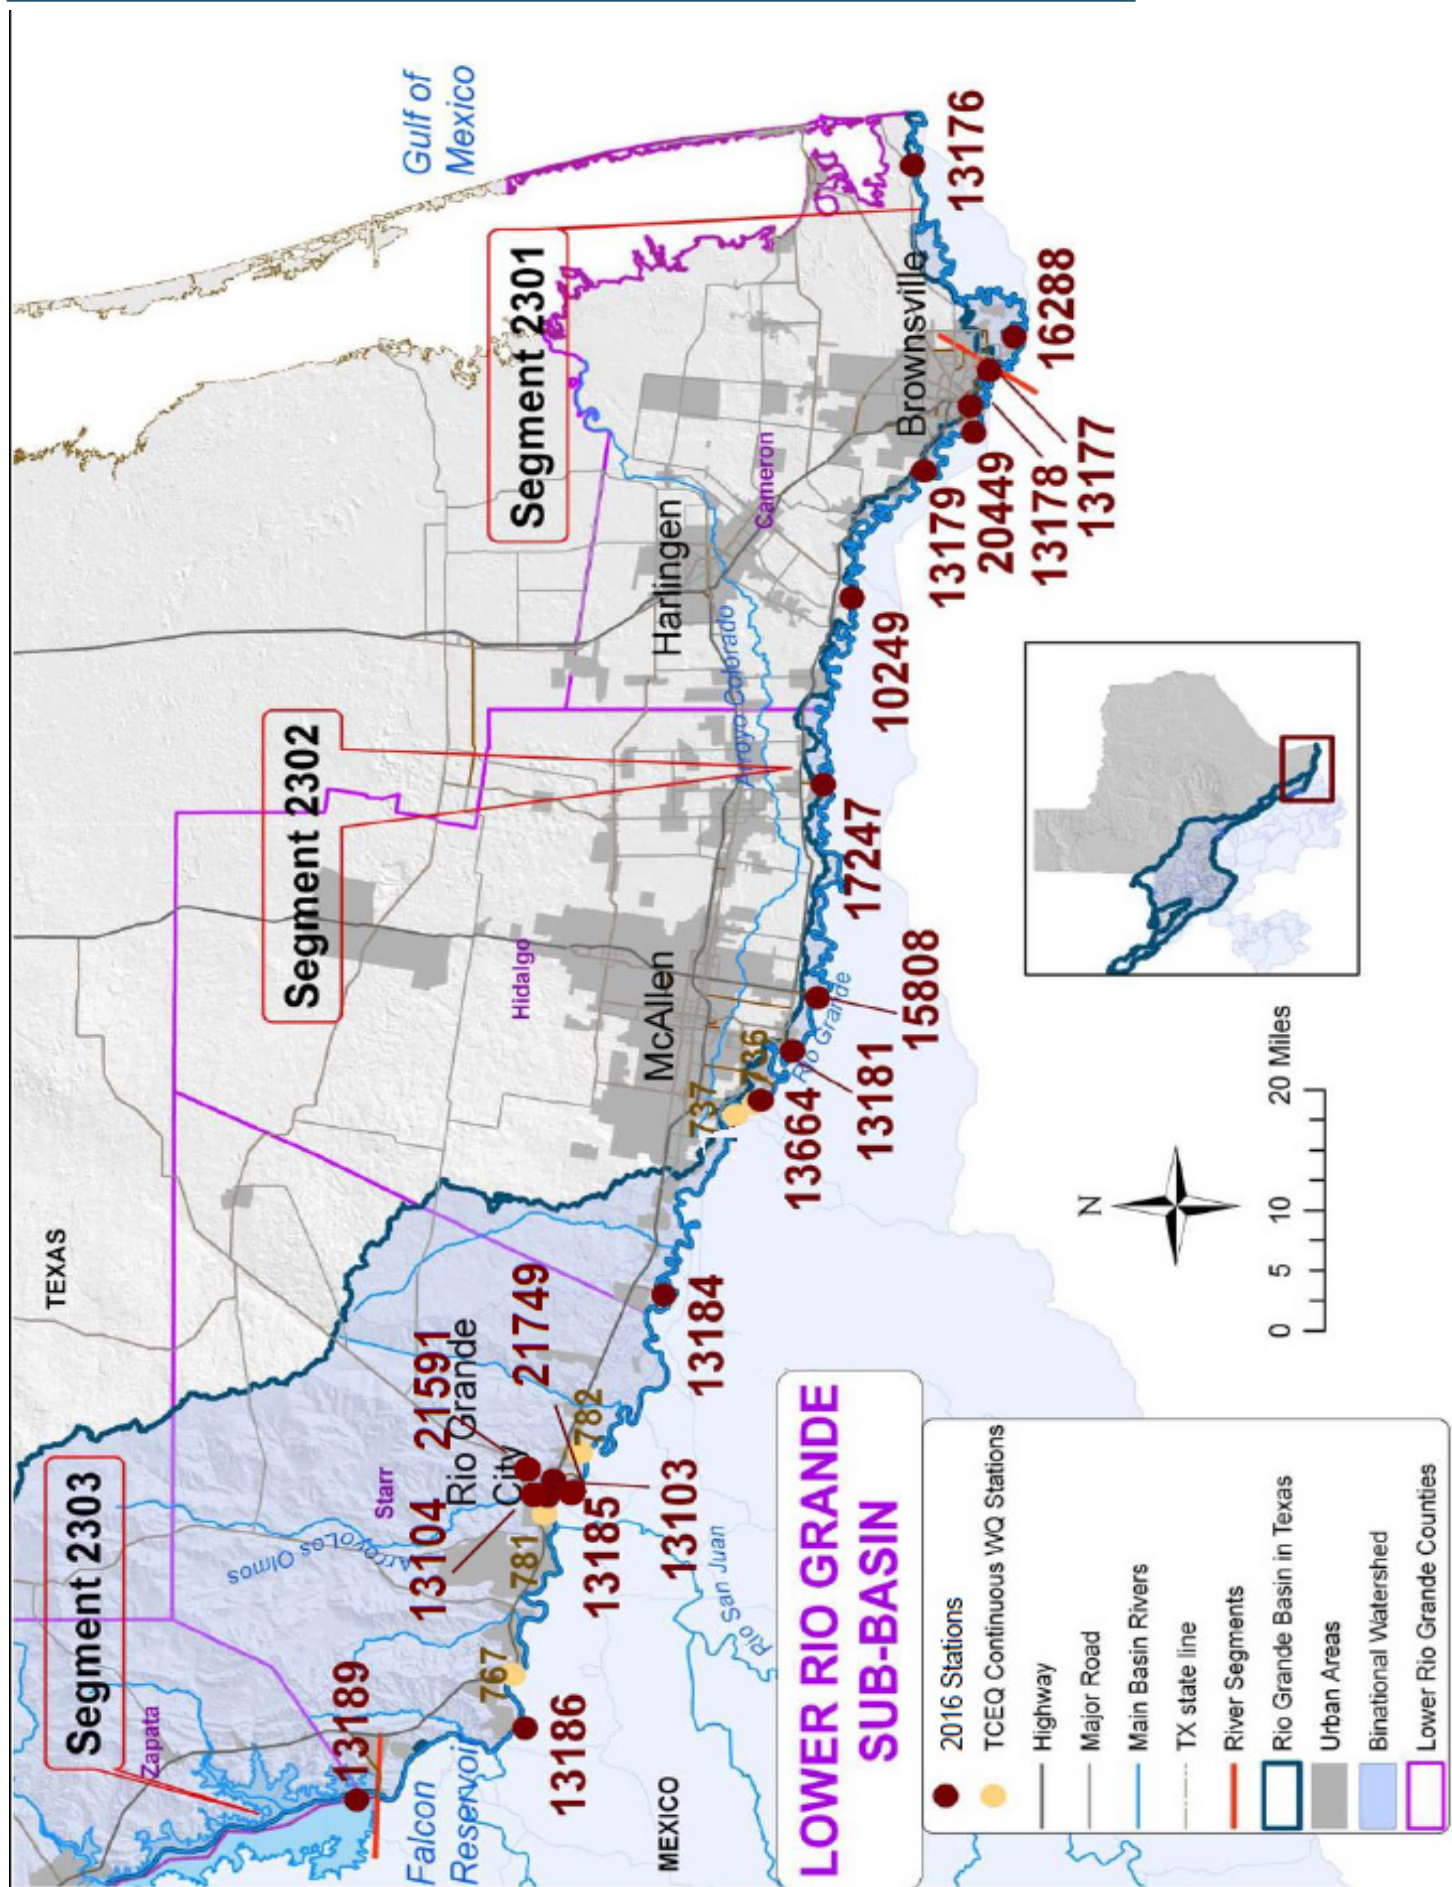 Gulf of
Mexico
TEXAS
Segment 2301
Segment 2302
Segment 2303
Zapata
Starr
Hidalgo
Cameron
Harlingen
McAllen
Brownsville
Rio Grande
City
Arroyo Los Olmos
Arroyo Colorado
Rio Grande
Rio San Juan
Falcon
Reservoir
MEXICO
13189
13186
767
781
13104
21591
21749
782
13185
13103
13184
737
736
13664
13181
15808
17247
10249
13179
20449
13178
13177
16288
13176
N
0 5 10 20 Miles
LOWER RIO GRANDE
SUB-BASIN
2016 Stations
TCEQ Continuous WQ Stations
Highway
Major Road
Main Basin Rivers
TX state line
River Segments
Rio Grande Basin in Texas
Urban Areas
Binational Watershed
Lower Rio Grande Counties